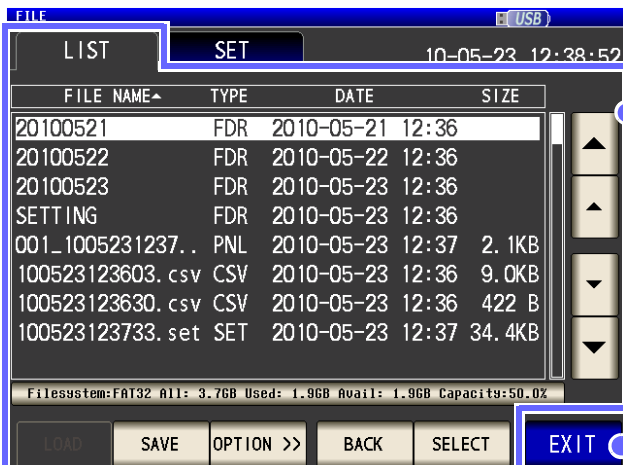 FILE USB
LIST SET 10-05-23 12:38:52
FILE NAME▲ TYPE DATE SIZE
20100521 FDR 2010-05-21 12:36
20100522 FDR 2010-05-22 12:36
20100523 FDR 2010-05-23 12:36
SETTING FDR 2010-05-23 12:36
001_1005231237.. PNL 2010-05-23 12:37 2.1KB
100523123603.csv CSV 2010-05-23 12:36 9.0KB
100523123630.csv CSV 2010-05-23 12:36 422 B
100523123733.set SET 2010-05-23 12:37 34.4KB
Filesystem:FAT32 All: 3.7GB Used: 1.9GB Avail: 1.9GB Capacity:50.0%
LOAD SAVE OPTION >> BACK SELECT EXIT